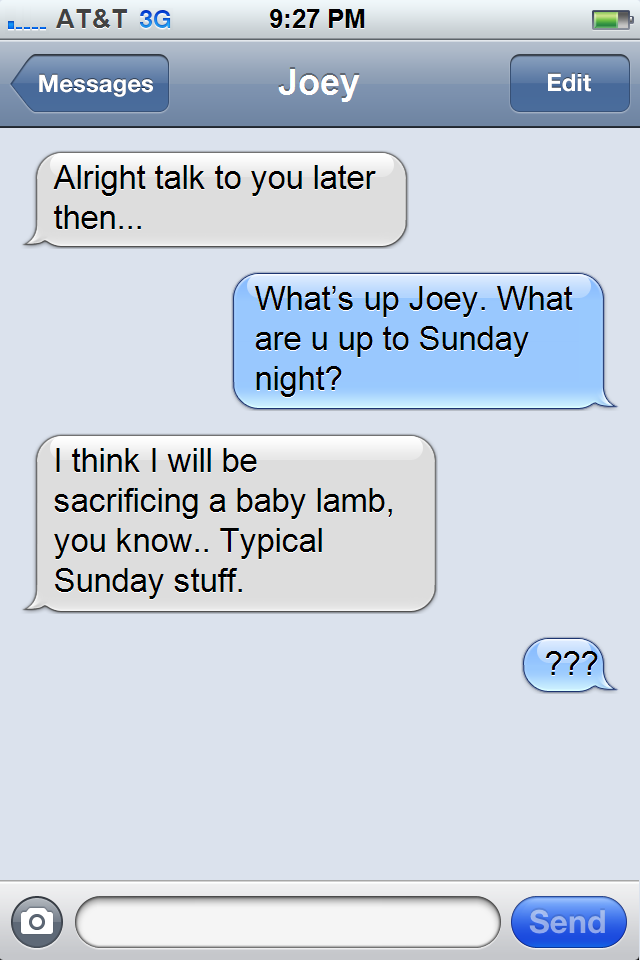 AT&T 3G 9:27 PM
Messages Joey Edit
Alright talk to you later
then...
What’s up Joey. What
are u up to Sunday
night?
I think I will be
sacrificing a baby lamb,
you know.. Typical
Sunday stuff.
???
Send